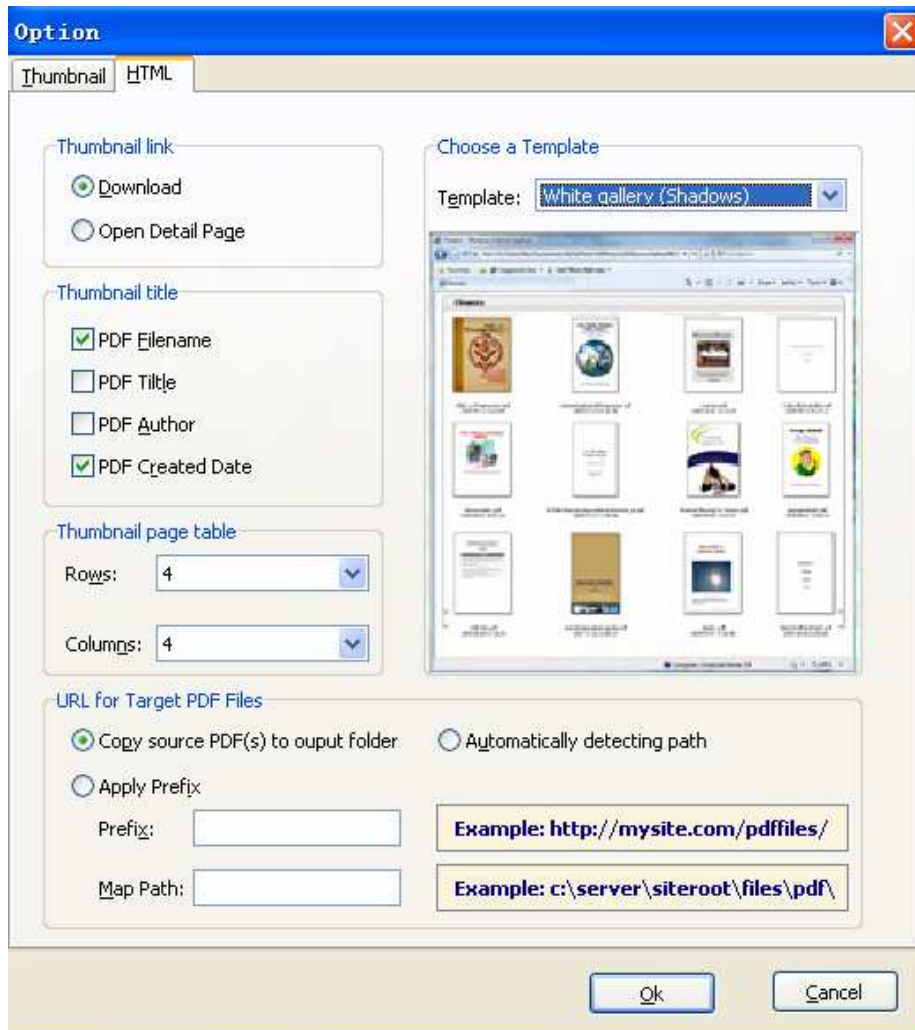 Option
Thumbnail HTML
Thumbnail link
Download
Open Detail Page
Thumbnail title
PDF Filename
PDF Tiltle
PDF Author
PDF Created Date
Thumbnail page table
Rows: 4
Columns: 4
Choose a Template
Template: White gallery (Shadows)
URL for Target PDF Files
Copy source PDF(s) to ouput folder
Automatically detecting path
Apply Prefix
Prefix:
Example: http://mysite.com/pdffiles/
Map Path:
Example: c:\server\siteroot\files\pdf\
Ok
Cancel